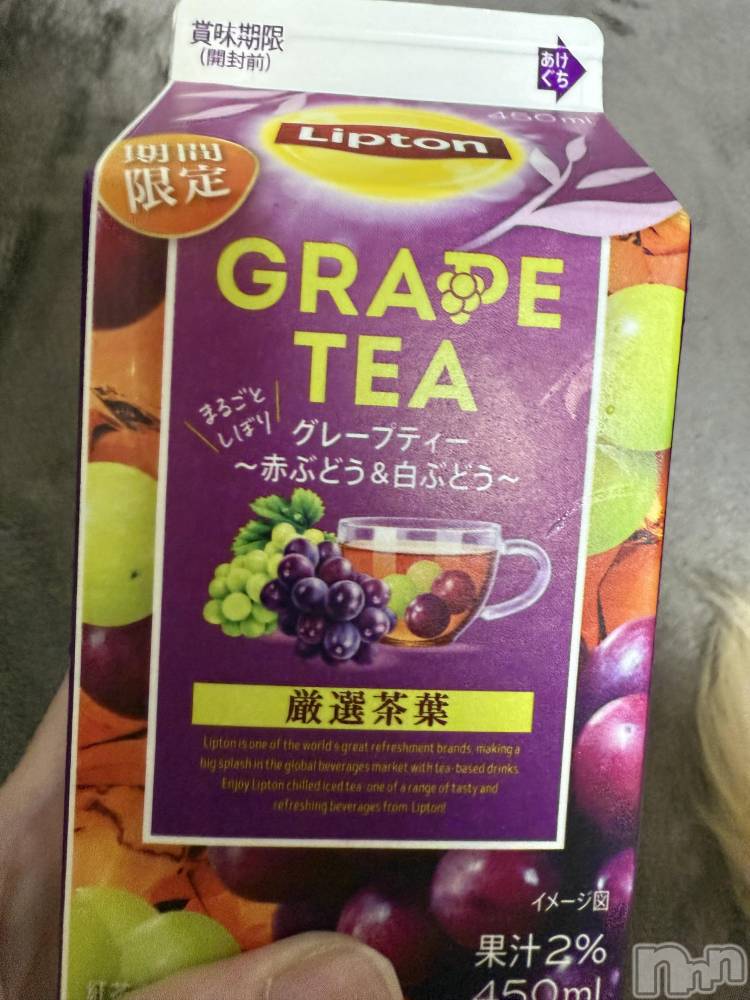 賞味期限
(開封前)
あけ
ぐち
450ml
Lipton
期間
限定
GRAPE
TEA
まるごと
しぼり
グレープティー
～赤ぶどう&白ぶどう～
厳選茶葉
Lipton is one of the world's great refreshment brands, making a
big splash in the global beverages market with tea-based drinks.
Enjoy Lipton chilled iced tea: one of a range of tasty and
refreshing beverages from Lipton!
イメージ図
果汁2%
450ml
紅茶
nnn